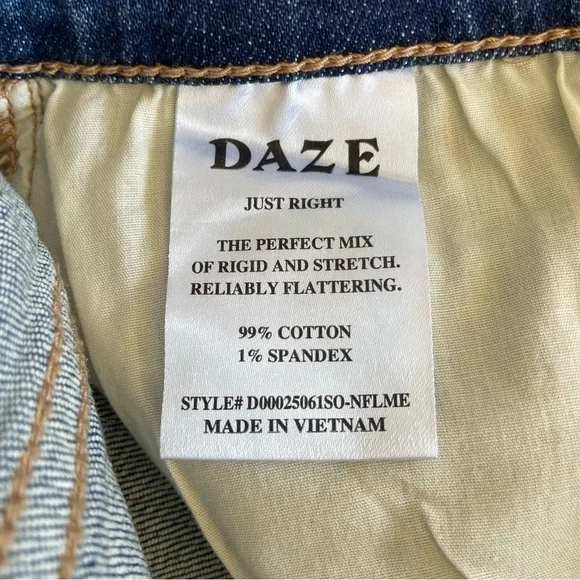 DAZE
JUST RIGHT
THE PERFECT MIX
OF RIGID AND STRETCH.
RELIABLY FLATTERING.
99% COTTON
1% SPANDEX
STYLE# D00025061SO-NFLME
MADE IN VIETNAM